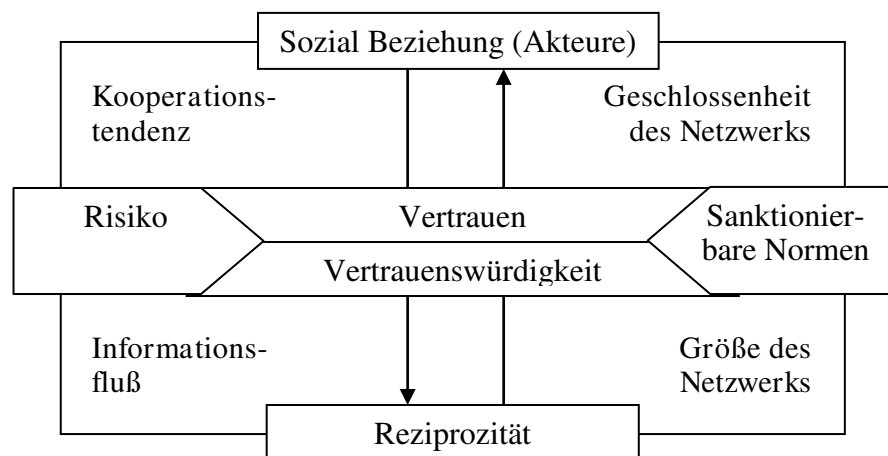 Sozial Beziehung (Akteure)
Kooperations-
tendenz
Geschlossenheit
des Netzwerks
Risiko
Vertrauen
Sanktionier-
bare Normen
Vertrauenswürdigkeit
Informations-
fluß
Größe des
Netzwerks
Reziprozität